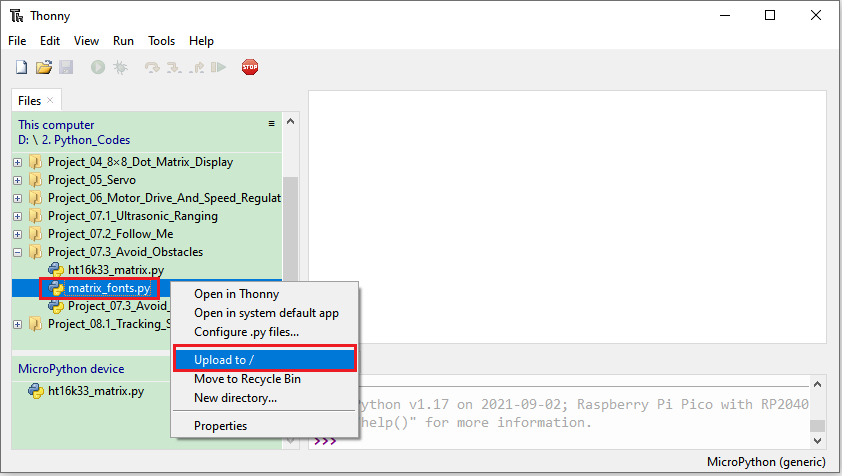 Thonny
File Edit View Run Tools Help
STOP
Files
This computer
D: \ 2. Python_Codes
Project_04_8×8_Dot_Matrix_Display
Project_05_Servo
Project_06_Motor_Drive_And_Speed_Regulat
Project_07.1_Ultrasonic_Ranging
Project_07.2_Follow_Me
Project_07.3_Avoid_Obstacles
ht16k33_matrix.py
matrix_fonts.py
Project_07.3_Avoid_
Project_08.1_Tracking_S
Open in Thonny
Open in system default app
Configure .py files...
Upload to /
Move to Recycle Bin
New directory...
Properties
MicroPython device
ht16k33_matrix.py
Python v1.17 on 2021-09-02; Raspberry Pi Pico with RP2040
help()" for more information.
>>>
MicroPython (generic)